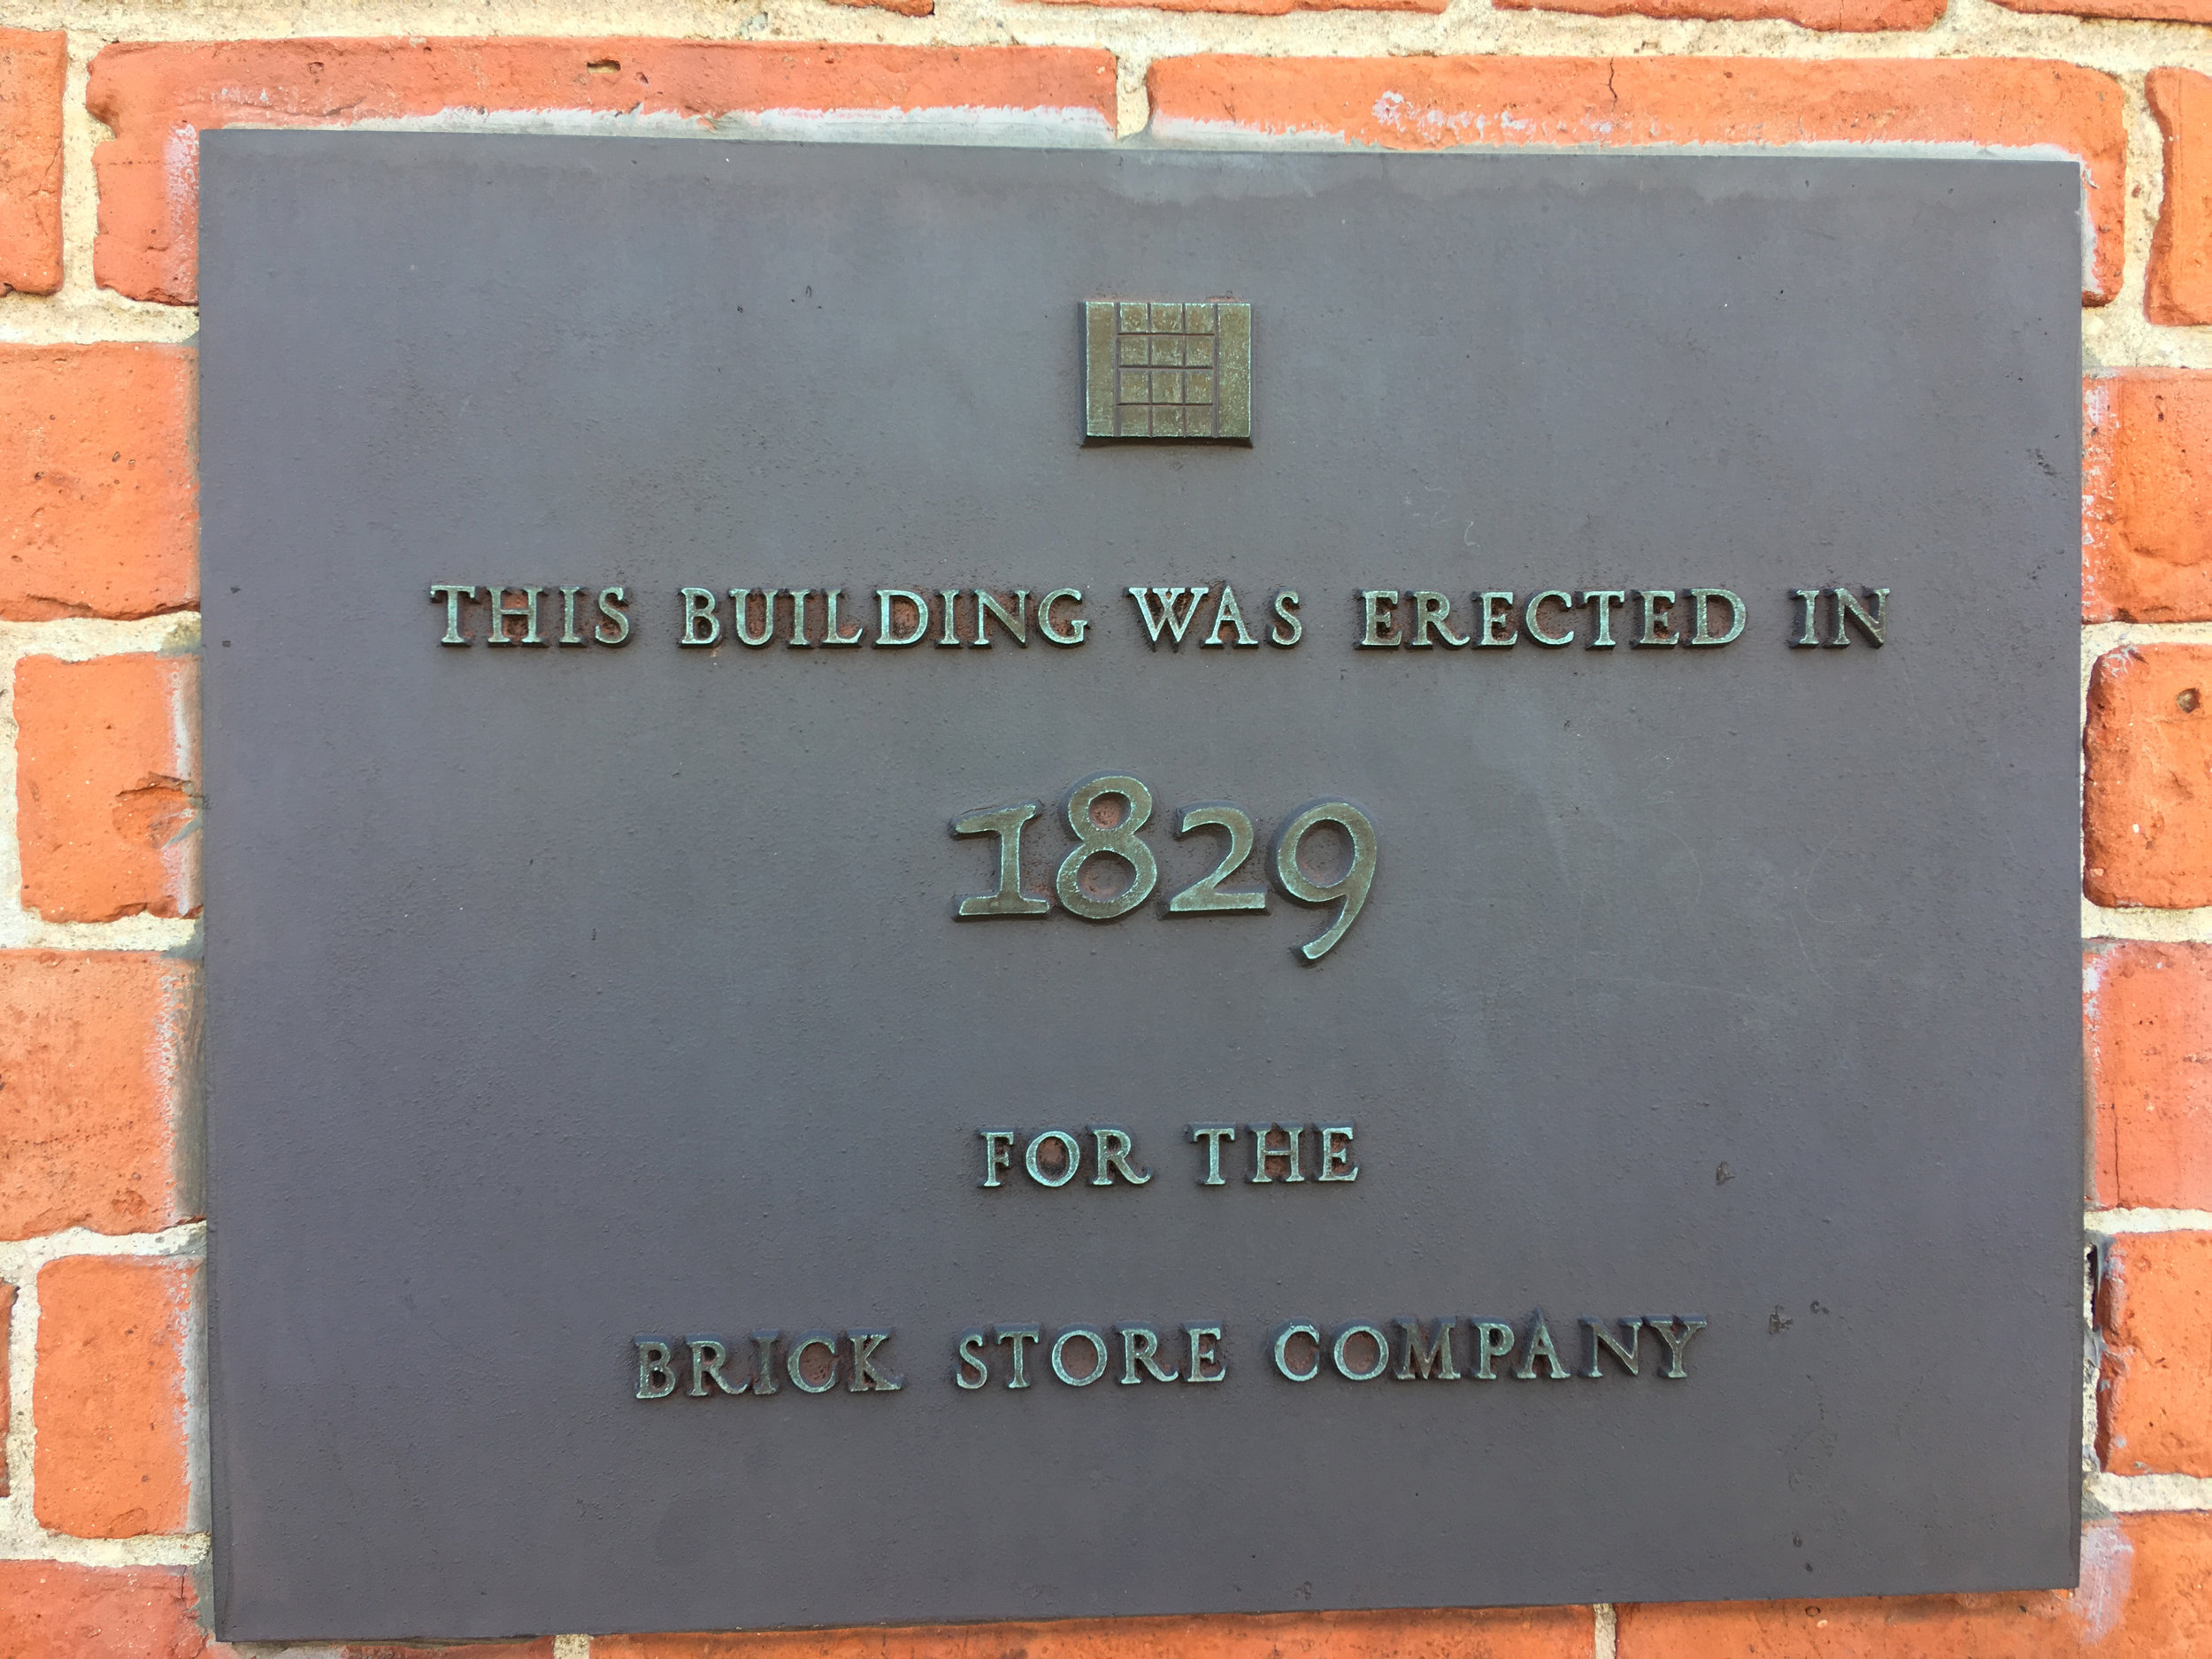 THIS BUILDING WAS ERECTED IN
1829
FOR THE
BRICK STORE COMPANY